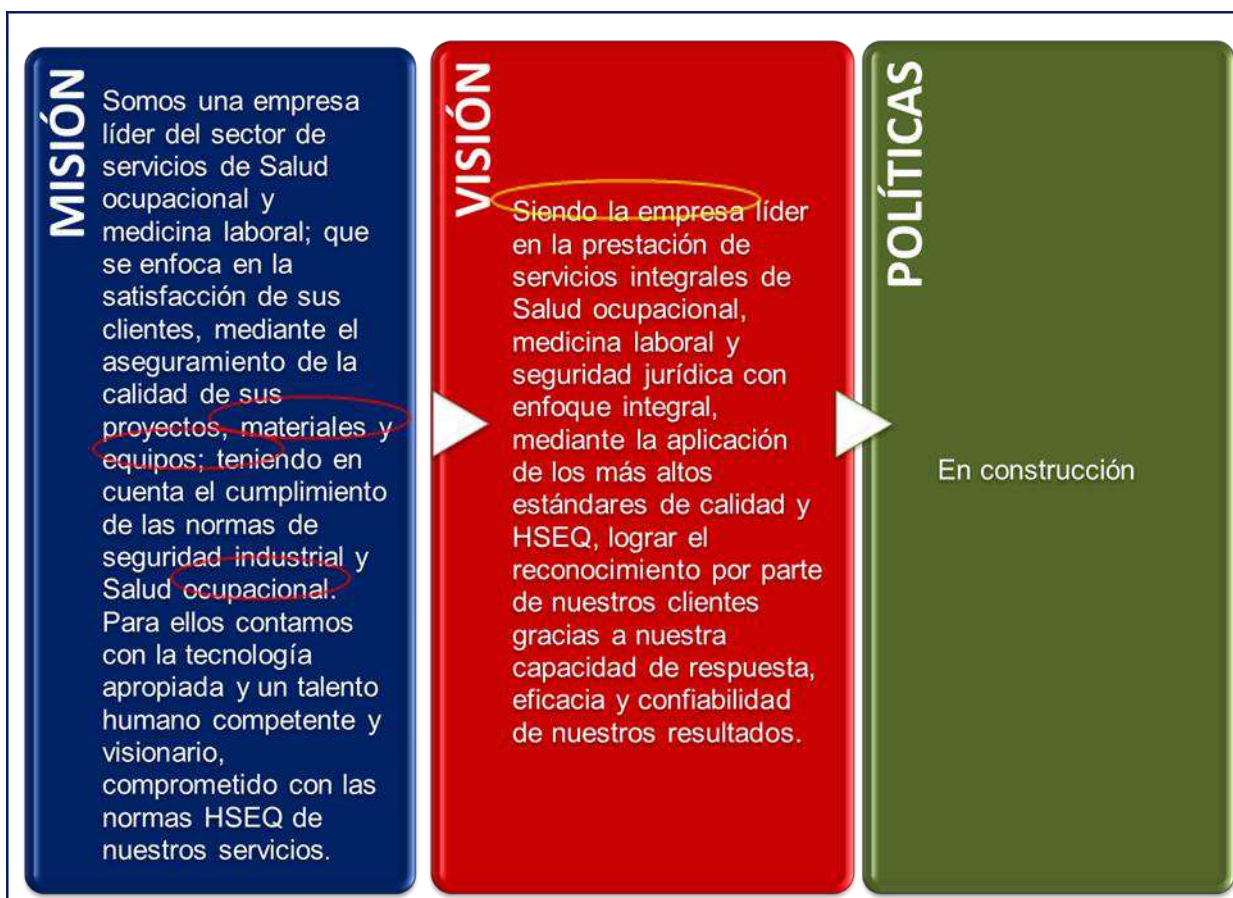 MISIÓN
Somos una empresa
líder del sector de
servicios de Salud
ocupacional y
medicina laboral; que
se enfoca en la
satisfacción de sus
clientes, mediante el
aseguramiento de la
calidad de sus
proyectos, materiales y
equipos; teniendo en
cuenta el cumplimiento
de las normas de
seguridad industrial y
Salud ocupacional.
Para ellos contamos
con la tecnología
apropiada y un talento
humano competente y
visionario,
comprometido con las
normas HSEQ de
nuestros servicios.
VISIÓN
Siendo la empresa líder
en la prestación de
servicios integrales de
Salud ocupacional,
medicina laboral y
seguridad jurídica con
enfoque integral,
mediante la aplicación
de los más altos
estándares de calidad y
HSEQ, lograr el
reconocimiento por parte
de nuestros clientes
gracias a nuestra
capacidad de respuesta,
eficacia y confiabilidad
de nuestros resultados.
POLÍTICAS
En construcción